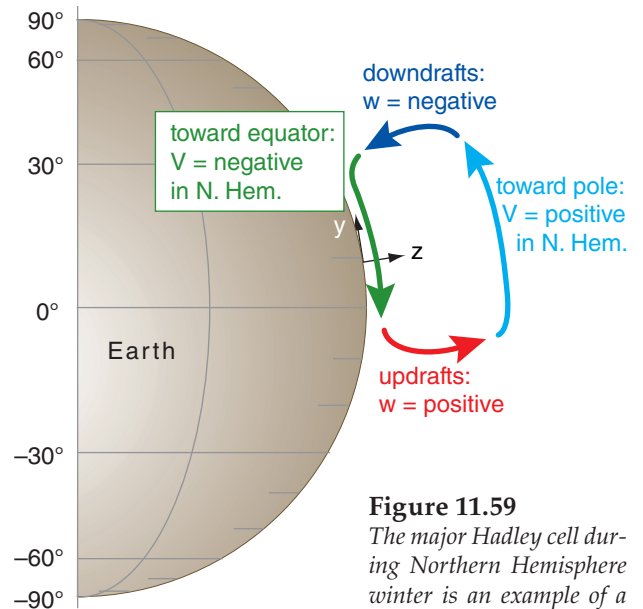 90°
60°
30°
0°
–30°
–60°
–90°
downdrafts:
w = negative
toward equator:
V = negative
in N. Hem.
toward pole:
V = positive
in N. Hem.
y
z
Earth
updrafts:
w = positive
Figure 11.59
The major Hadley cell dur-
ing Northern Hemisphere
winter is an example of a